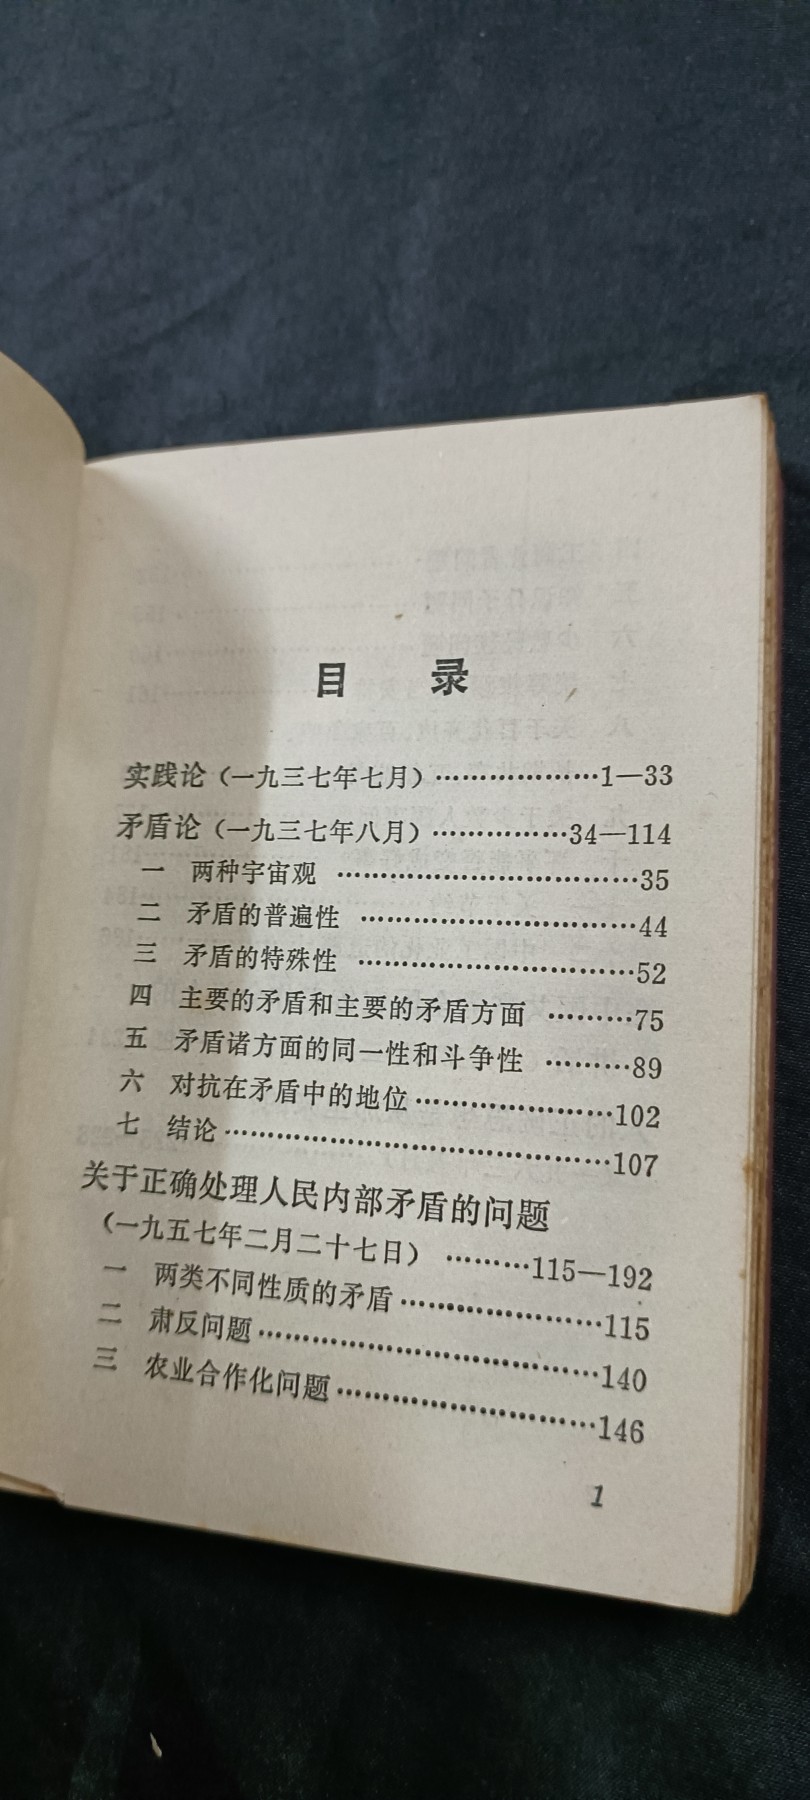 目 录
实践论（一九三七年七月）………………1—33
矛盾论（一九三七年八月）……………34—114
一 两种宇宙观 ……………………………35
二 矛盾的普遍性 …………………………44
三 矛盾的特殊性 …………………………52
四 主要的矛盾和主要的矛盾方面 ………75
五 矛盾诸方面的同一性和斗争性 ………89
六 对抗在矛盾中的地位…………………102
七 结论……………………………………107
关于正确处理人民内部矛盾的问题
（一九五七年二月二十七日） ………115—192
一 两类不同性质的矛盾…………………115
二 肃反问题………………………………140
三 农业合作化问题………………………146
1